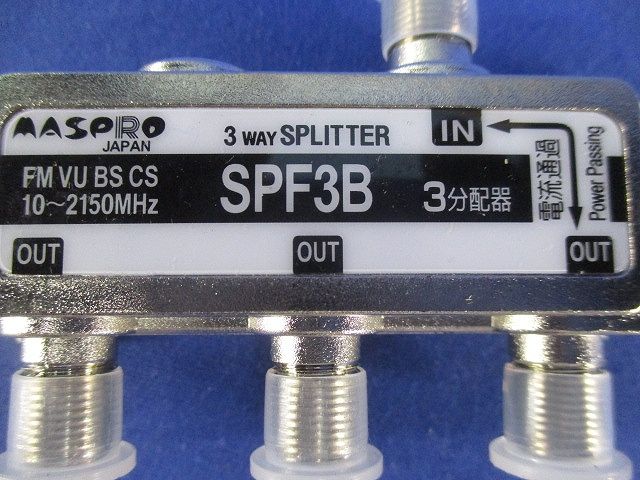 MASPRO
JAPAN
3 WAY SPLITTER
IN
電流通過
Power Passing
FM VU BS CS
10～2150MHz
SPF3B
3分配器
OUT
OUT
OUT